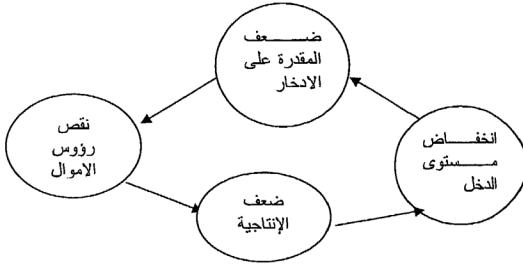 ضعف
المقدرة على
الادخار
انخفاض
مستوى
الدخل
نقص
رؤوس
الاموال
ضعف
الإنتاجية